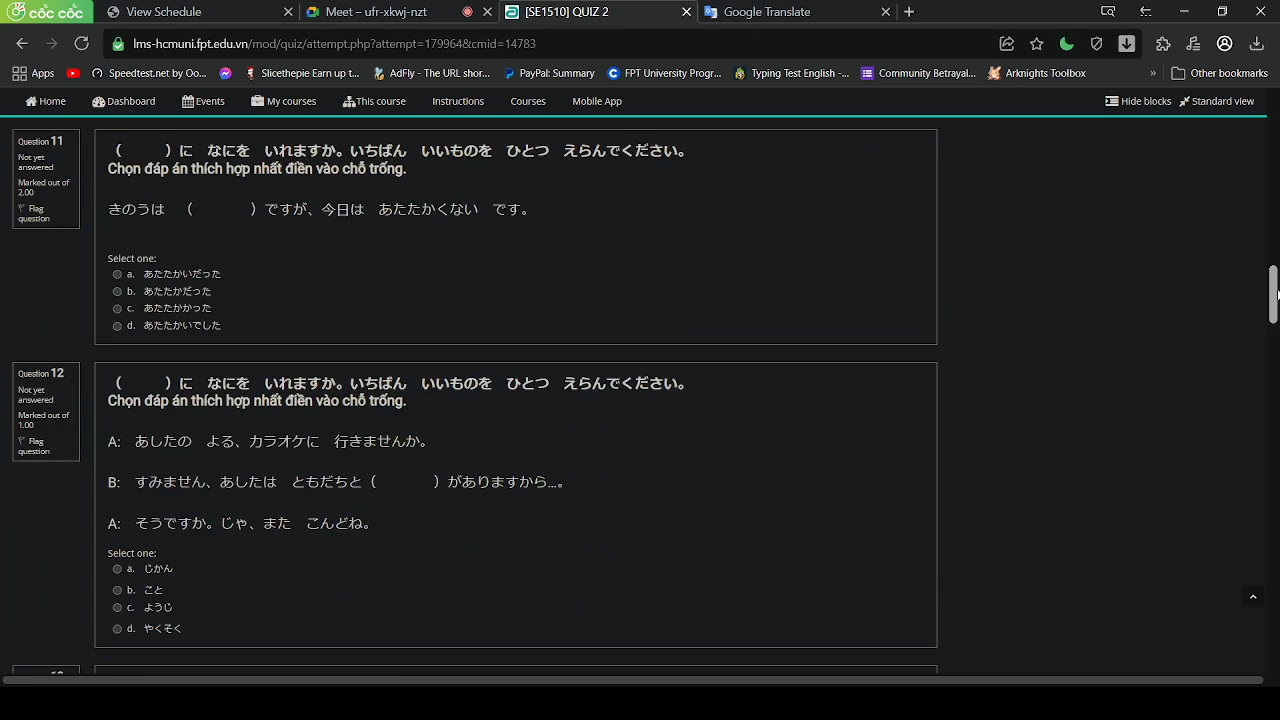 cốc cốc
View Schedule
Meet – ufr-xkwj-nzt
[SE1510] QUIZ 2
Google Translate
lms-hcmuni.fpt.edu.vn/mod/quiz/attempt.php?attempt=179964&cmid=14783
Apps
Speedtest.net by Oo...
Slicethepie Earn up t...
AdFly - The URL shor...
PayPal: Summary
FPT University Progr...
Typing Test English -...
Community Betrayal...
Arknights Toolbox
»
Other bookmarks
Home
Dashboard
Events
My courses
This course
Instructions
Courses
Mobile App
Hide blocks
Standard view
Question 11
Not yet
answered
Marked out of
2.00
Flag
question
（　　　）に　なにを　いれますか。いちばん　いいものを　ひとつ　えらんでください。
Chọn đáp án thích hợp nhất điền vào chỗ trống.
きのうは　（　　　　）ですが、今日は　あたたかくない　です。
Select one:
a. あたたかいだった
b. あたたかだった
c. あたたかかった
d. あたたかいでした
Question 12
Not yet
answered
Marked out of
1.00
Flag
question
（　　　）に　なにを　いれますか。いちばん　いいものを　ひとつ　えらんでください。
Chọn đáp án thích hợp nhất điền vào chỗ trống.
A: あしたの　よる、カラオケに　行きませんか。
B: すみません、あしたは　ともだちと（　　　　）がありますから...。
A: そうですか。じゃ、また　こんどね。
Select one:
a. じかん
b. こと
c. ようじ
d. やくそく